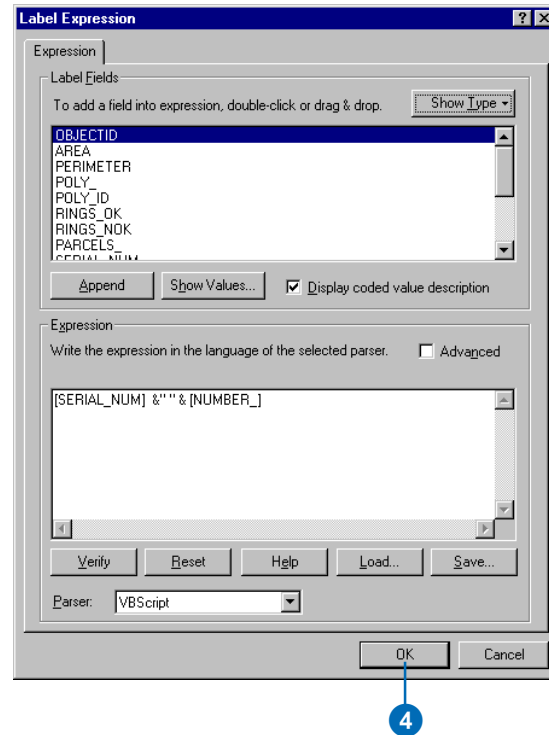 Label Expression
Expression
Label Fields
To add a field into expression, double-click or drag & drop.
Show Type
OBJECTID
AREA
PERIMETER
POLY_
POLY_ID
RINGS_OK
RINGS_NOK
PARCELS_
SERIAL_NUM
Append
Show Values...
Display coded value description
Expression
Write the expression in the language of the selected parser.
Advanced
[SERIAL_NUM] &" "& [NUMBER_]
Verify
Reset
Help
Load...
Save...
Parser:
VBScript
OK
Cancel
4